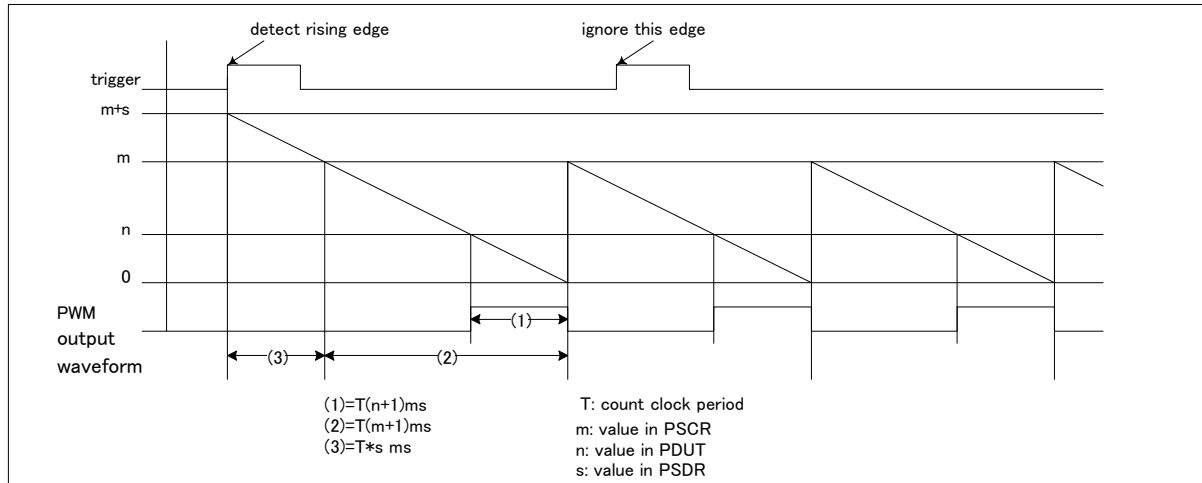 detect rising edge
ignore this edge
trigger
m+s
m
n
0
PWM
output
waveform
(1)
(3)
(2)
(1)=T(n+1)ms
(2)=T(m+1)ms
(3)=T*s ms
T: count clock period
m: value in PSCR
n: value in PDUT
s: value in PSDR